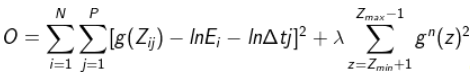 O = \sum_{i=1}^{N} \sum_{j=1}^{P} [g(Z_{ij}) - lnE_i - ln\Delta tj]^2 + \lambda \sum_{z=Z_{min}+1}^{Z_{max}-1} g^n(z)^2